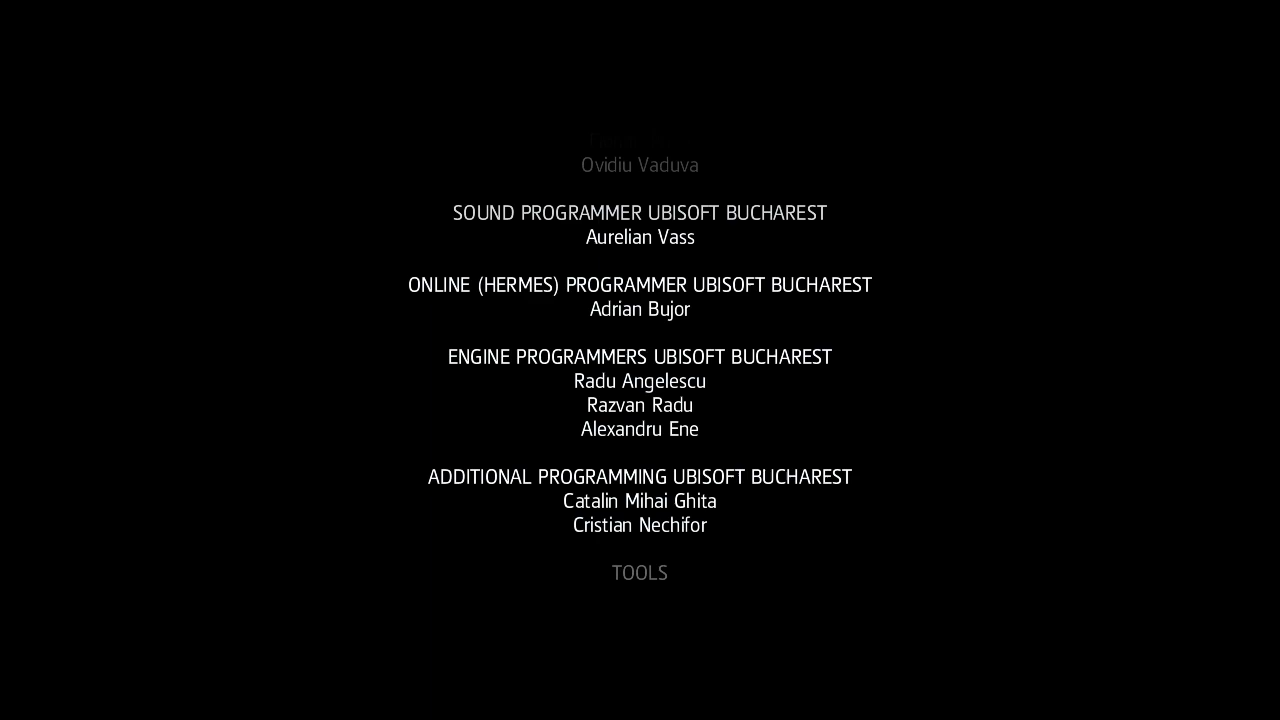 Ovidiu Vaduva
SOUND PROGRAMMER UBISOFT BUCHAREST
Aurelian Vass
ONLINE (HERMES) PROGRAMMER UBISOFT BUCHAREST
Adrian Bujor
ENGINE PROGRAMMERS UBISOFT BUCHAREST
Radu Angelescu
Razvan Radu
Alexandru Ene
ADDITIONAL PROGRAMMING UBISOFT BUCHAREST
Catalin Mihai Ghita
Cristian Nechifor
TOOLS